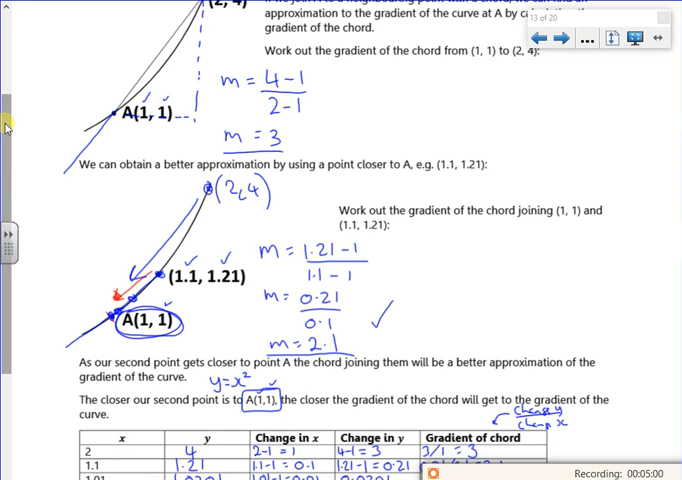 (2, 4)
approximation to the gradient of the curve at A by
gradient of the chord.
13 of 20
Work out the gradient of the chord from (1, 1) to (2, 4):
m = 4-1
2-1
A(1, 1)
m = 3
We can obtain a better approximation by using a point closer to A, e.g. (1.1, 1.21):
(2,4)
Work out the gradient of the chord joining (1, 1) and
(1.1, 1.21):
m = 1.21 - 1
1.1 - 1
(1.1, 1.21)
m = 0.21
0.1
A(1, 1)
m = 2.1
As our second point gets closer to point A the chord joining them will be a better approximation of the
gradient of the curve.
y=x²
The closer our second point is to A(1,1), the closer the gradient of the chord will get to the gradient of the
curve.
change y
change x
x y Change in x Change in y Gradient of chord
2 4 2-1 = 1 4-1 = 3 3/1 = 3
1.1 1.21 1.1-1 = 0.1 1.21-1 = 0.21
Recording: 00:05:00